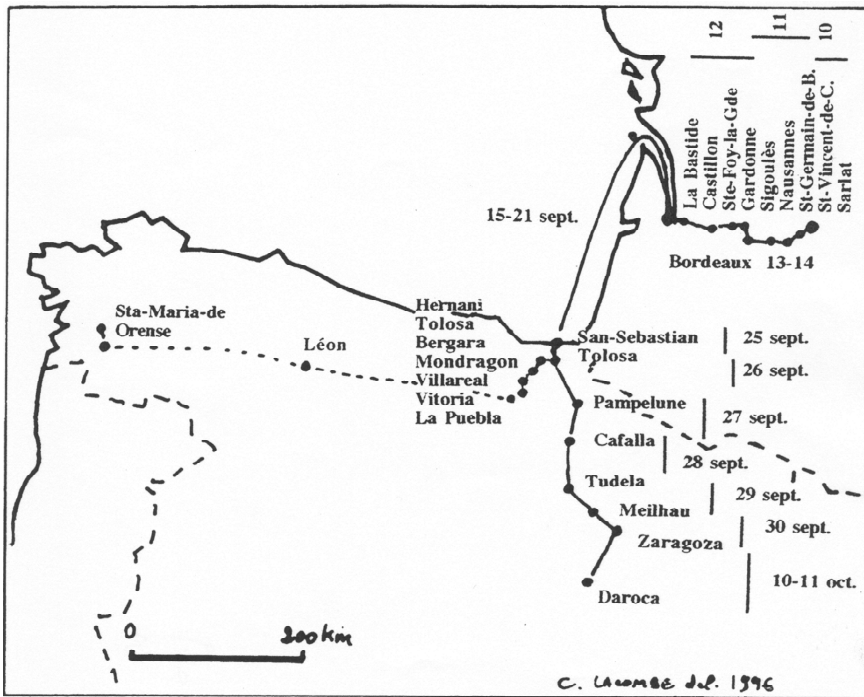 12
11
10
La Bastide
Castillon
Ste-Foy-la-Gde
Gardonne
Sigoulès
Nausannes
St-Germain-de-B.
St-Vincent-de-C.
Sarlat
15-21 sept.
Bordeaux 13-14
Sta-Maria-de
Orense
Léon
Hernani
Tolosa
Bergara
Mondragon
Villareal
Vitoria
La Puebla
San-Sebastian
Tolosa
25 sept.
26 sept.
Pampelune
27 sept.
Cafalla
28 sept.
Tudela
29 sept.
Meilhau
30 sept.
Zaragoza
10-11 oct.
Daroca
0 200 km
C. LACOMBE del. 1996